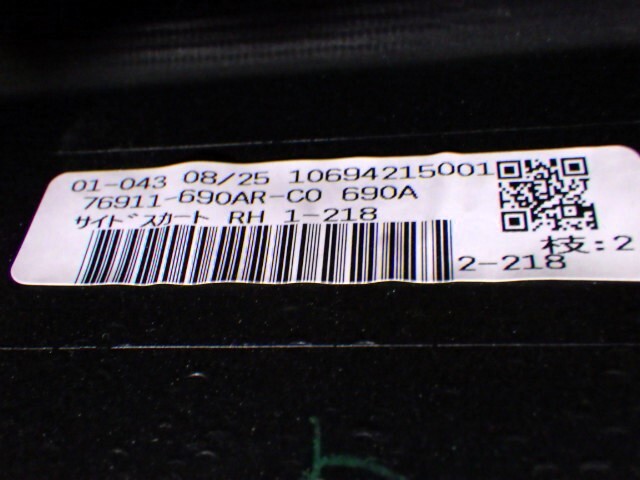 01-043 08/25 10694215001
76911-690AR-C0 690A
ｻｲﾄﾞｽｶｰﾄ RH 1-218
枝:2
2-218